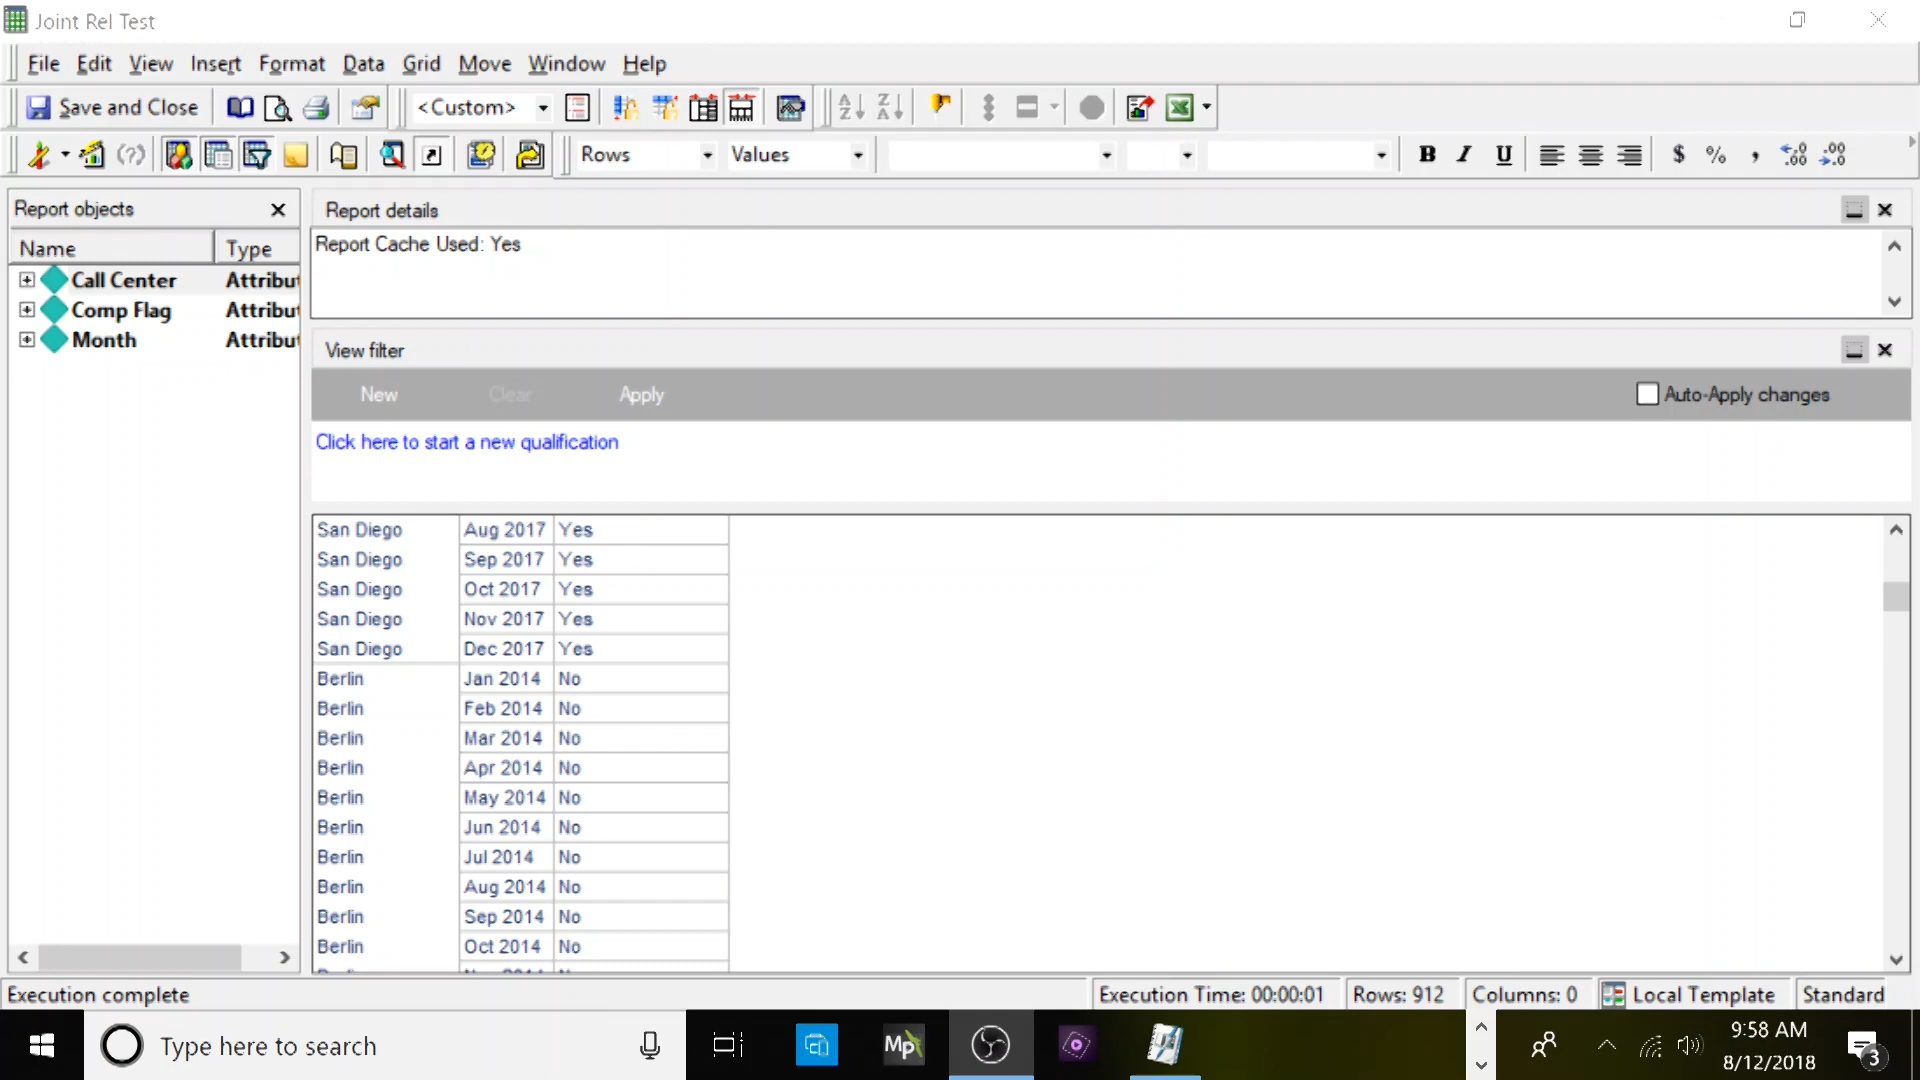 Joint Rel Test
File Edit View Insert Format Data Grid Move Window Help
Save and Close <Custom>
Rows Values B I U $ % ,
Report objects
Name Type
Call Center Attribut
Comp Flag Attribut
Month Attribut
Report details
Report Cache Used: Yes
View filter
New Clear Apply Auto-Apply changes
Click here to start a new qualification
San Diego Aug 2017 Yes
San Diego Sep 2017 Yes
San Diego Oct 2017 Yes
San Diego Nov 2017 Yes
San Diego Dec 2017 Yes
Berlin Jan 2014 No
Berlin Feb 2014 No
Berlin Mar 2014 No
Berlin Apr 2014 No
Berlin May 2014 No
Berlin Jun 2014 No
Berlin Jul 2014 No
Berlin Aug 2014 No
Berlin Sep 2014 No
Berlin Oct 2014 No
Execution complete Execution Time: 00:00:01 Rows: 912 Columns: 0 Local Template Standard
Type here to search Mp 9:58 AM
8/12/2018 3